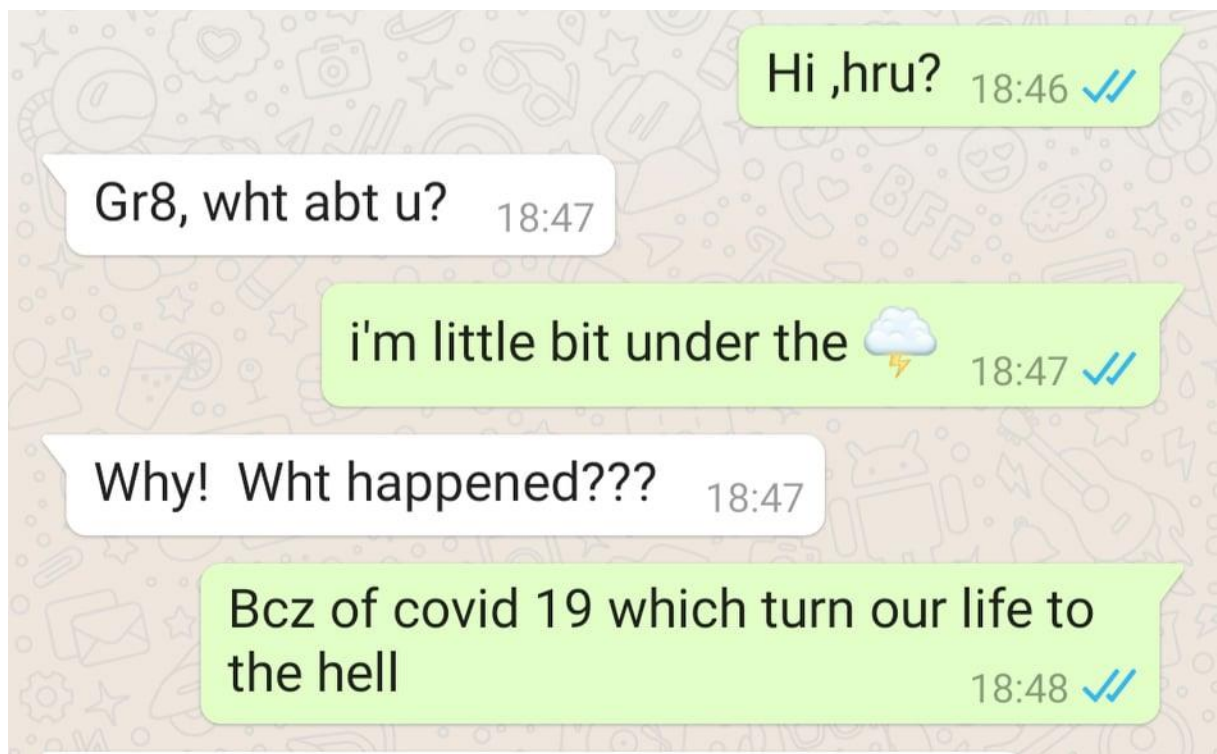 Hi ,hru? 18:46
Gr8, wht abt u? 18:47
i'm little bit under the 🌩️ 18:47
Why! Wht happened??? 18:47
Bcz of covid 19 which turn our life to
the hell 18:48